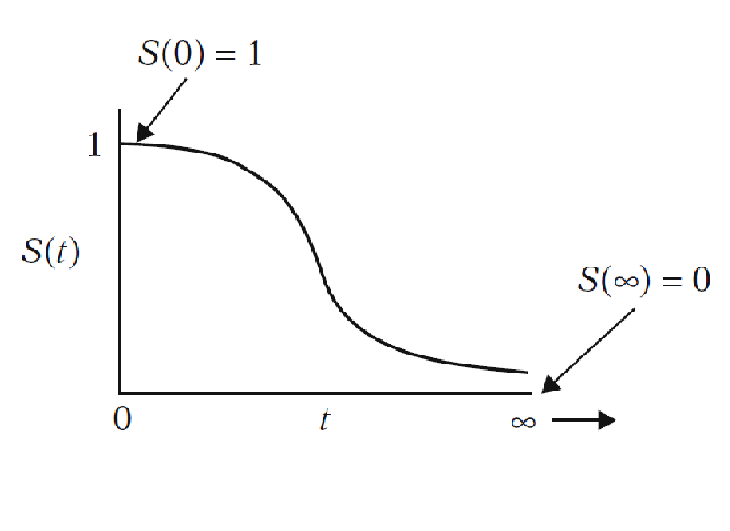 S(0) = 1
1
S(t)
S(∞) = 0
0
t
∞